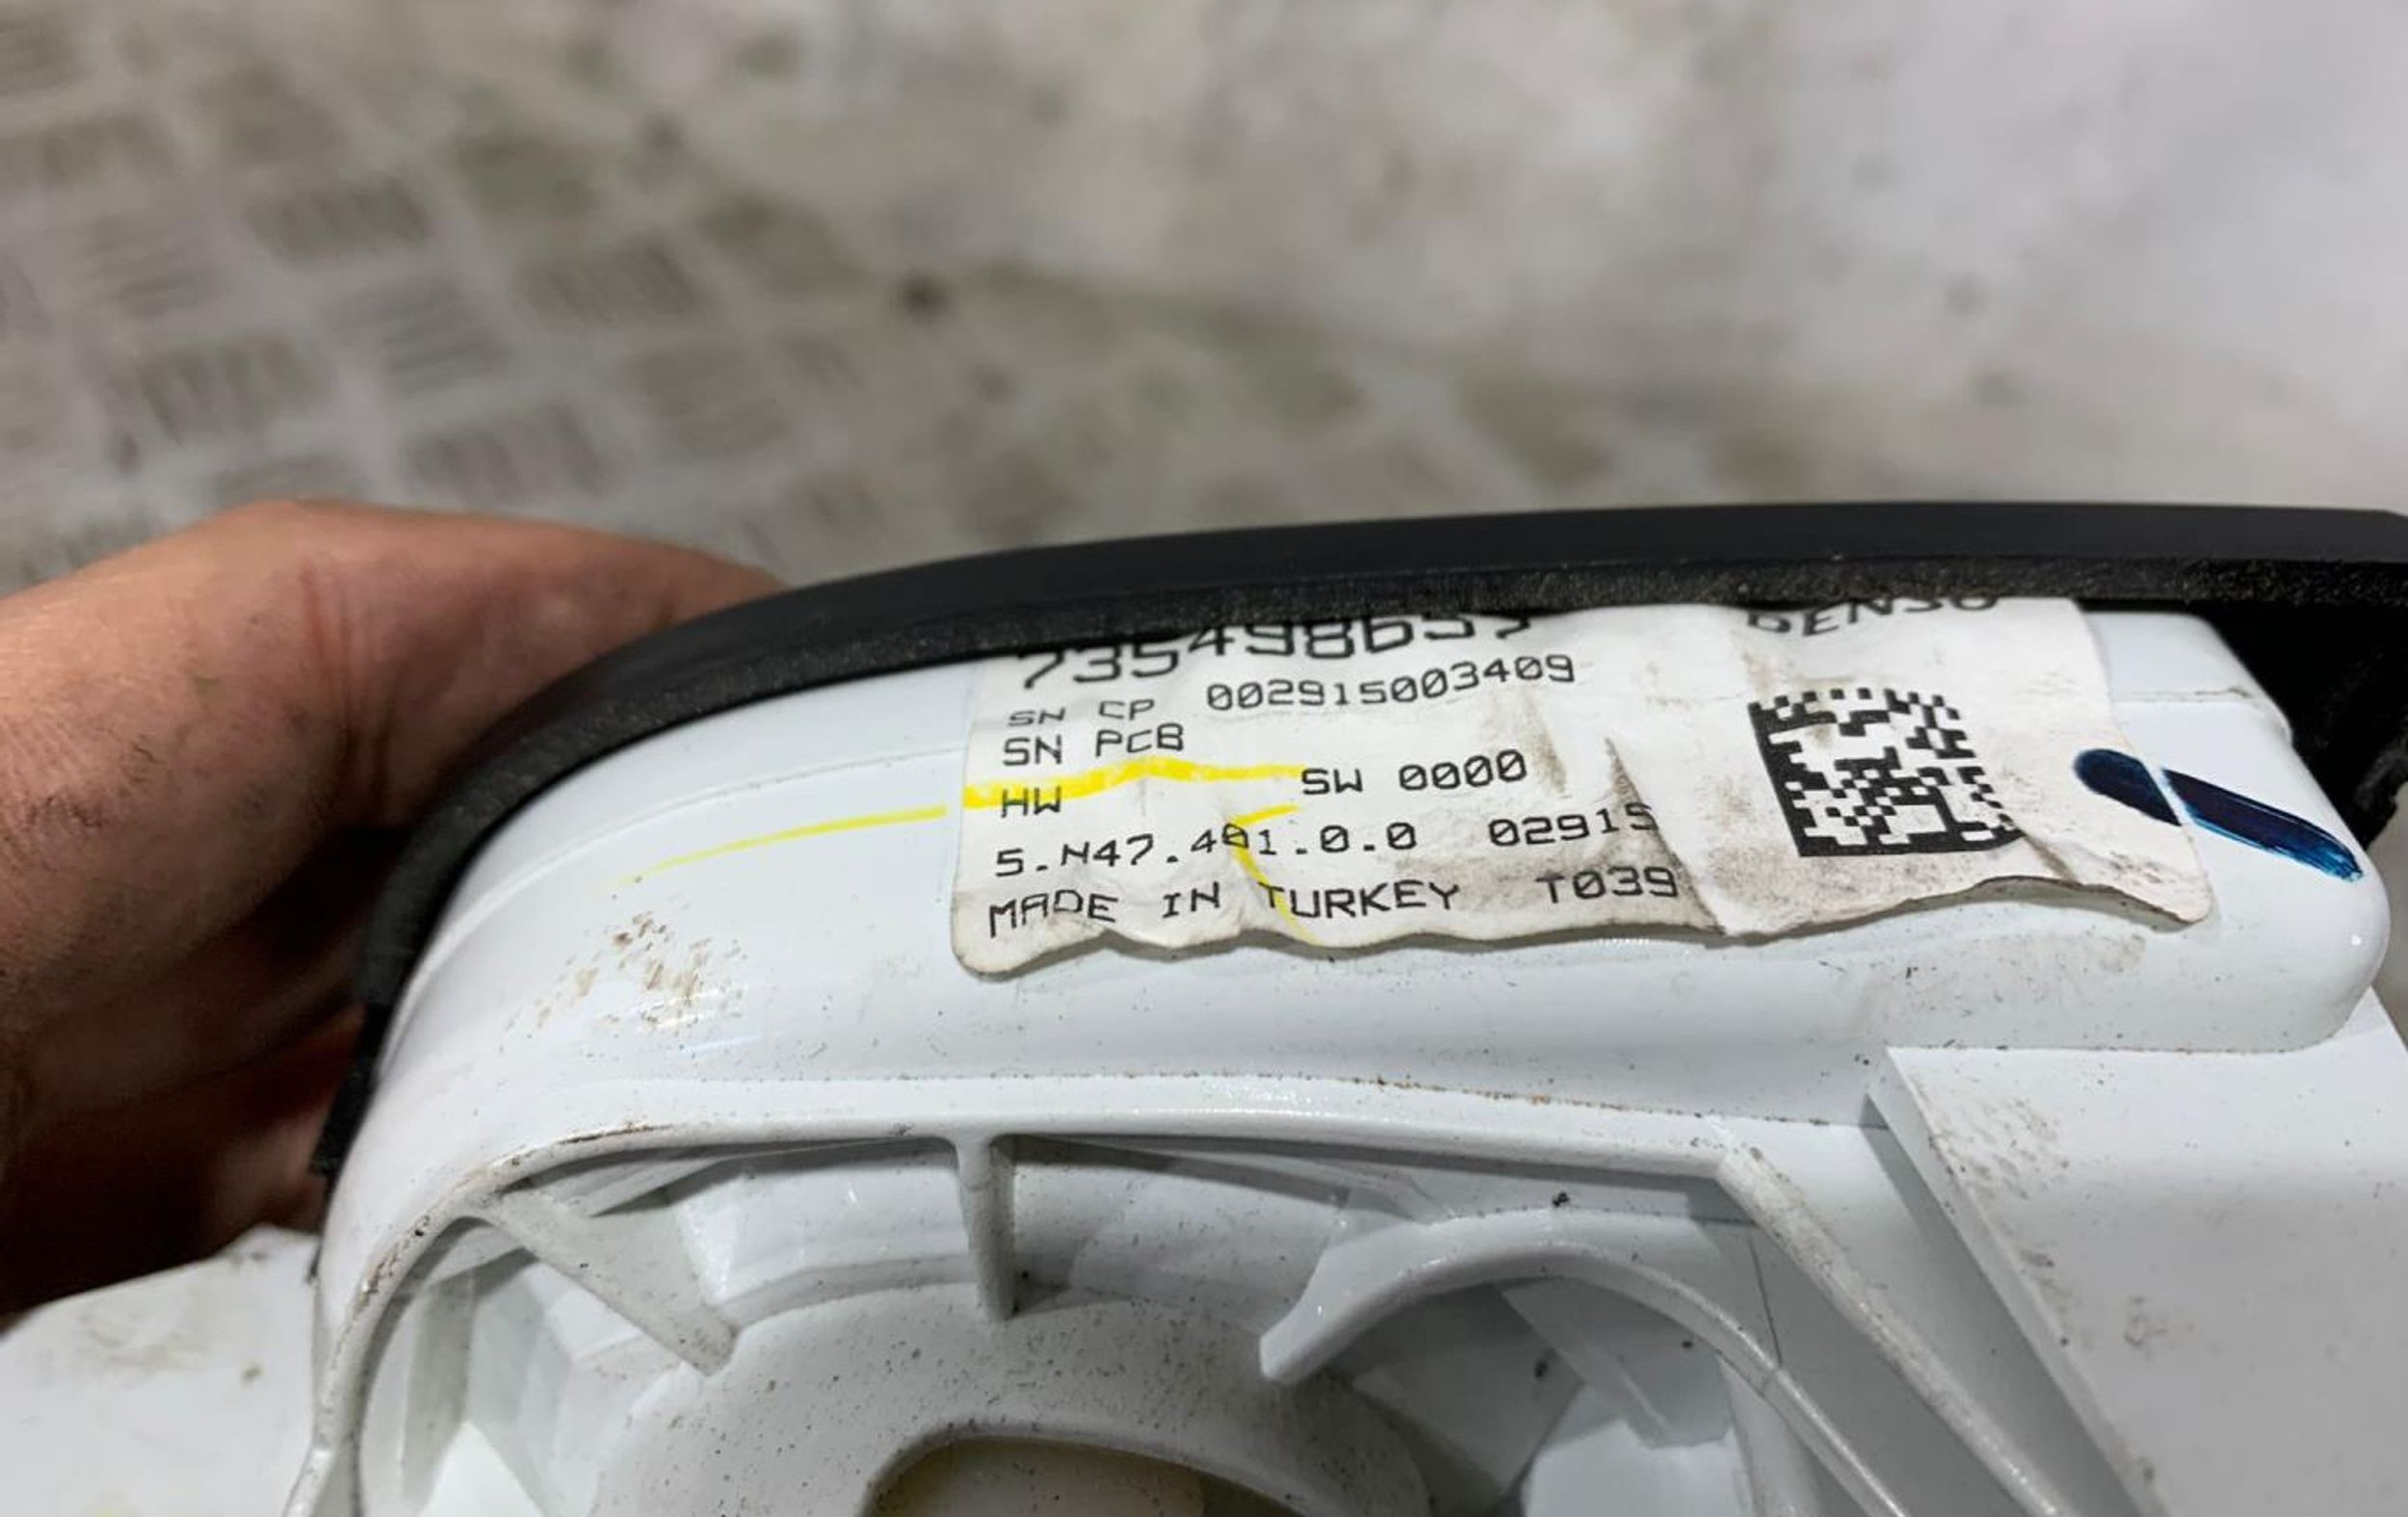 735498657 DENSO
SN CP 002915003409
SN PCB
HW SW 0000
5.N47.401.0.0 02915
MADE IN TURKEY T039